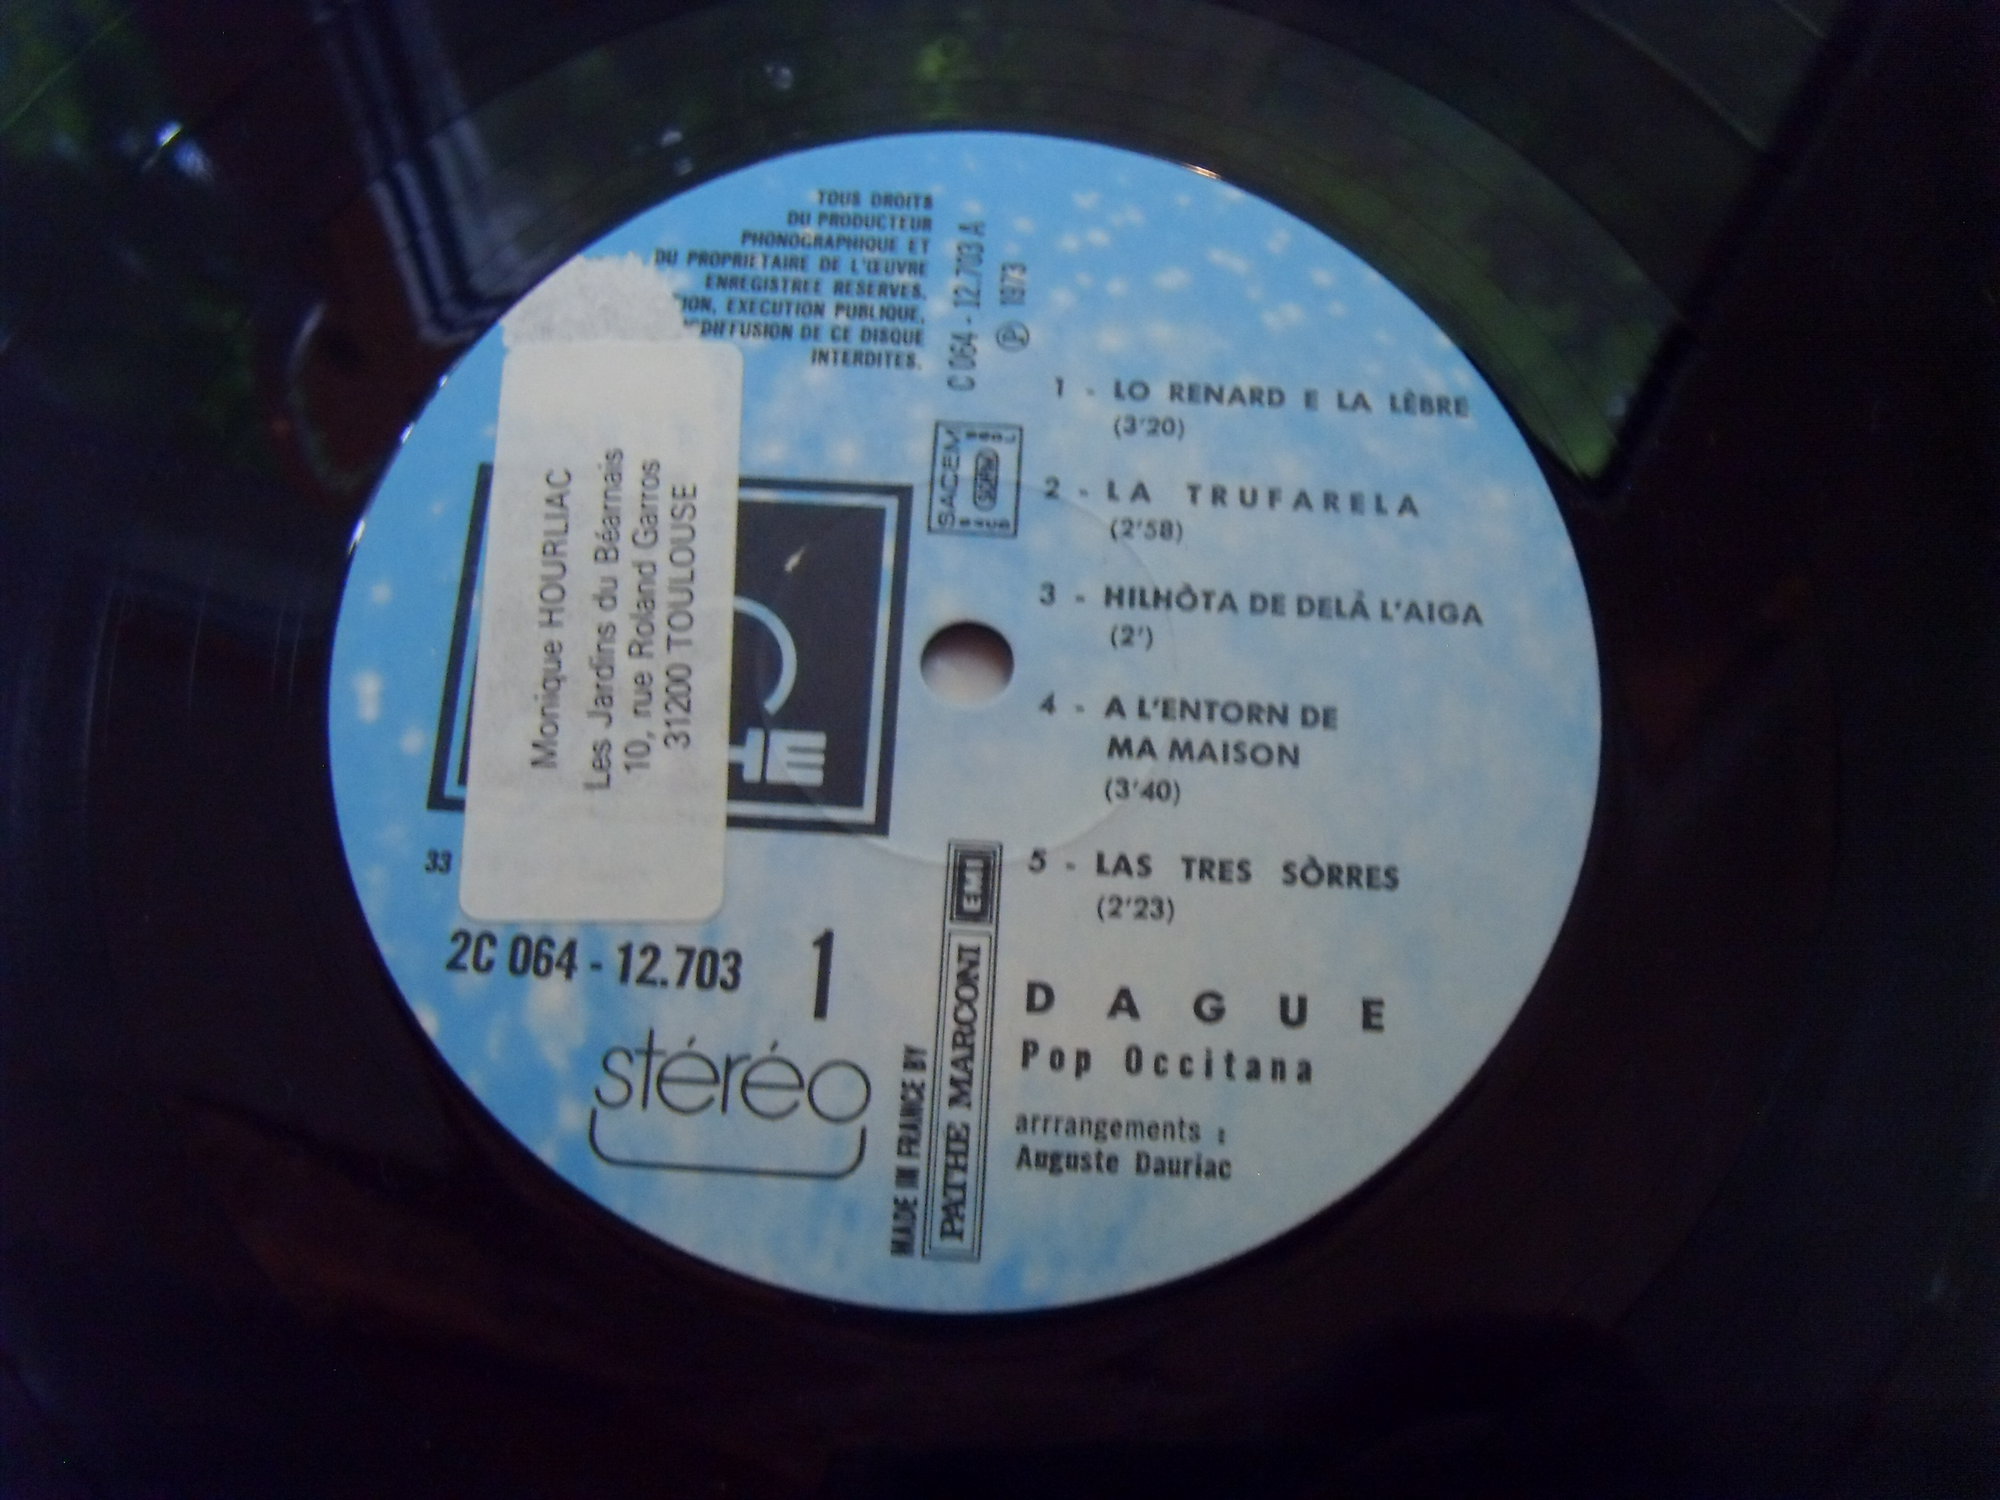 TOUS DROITS
DU PRODUCTEUR
PHONOGRAPHIQUE ET
DU PROPRIETAIRE DE L'ŒUVRE
ENREGISTREE RESERVES.
EXECUTION PUBLIQUE,
DIFFUSION DE CE DISQUE
INTERDITES.
C 064 - 12.703 A
Ⓟ 1973
SACEM
Monique HOURLIAC
Les Jardins du Béarnais
10, rue Roland Garros
31200 TOULOUSE
33
2C 064 - 12.703
1
stéréo
MADE IN FRANCE BY
PATHE MARCONI EMI
1 - LO RENARD E LA LÈBRE
(3'20)
2 - LA TRUFARELA
(2'58)
3 - HILHÒTA DE DELÀ L'AIGA
(2')
4 - A L'ENTORN DE
MA MAISON
(3'40)
5 - LAS TRES SÒRRES
(2'23)
DAGUE
Pop Occitana
arrrangements :
Auguste Dauriac